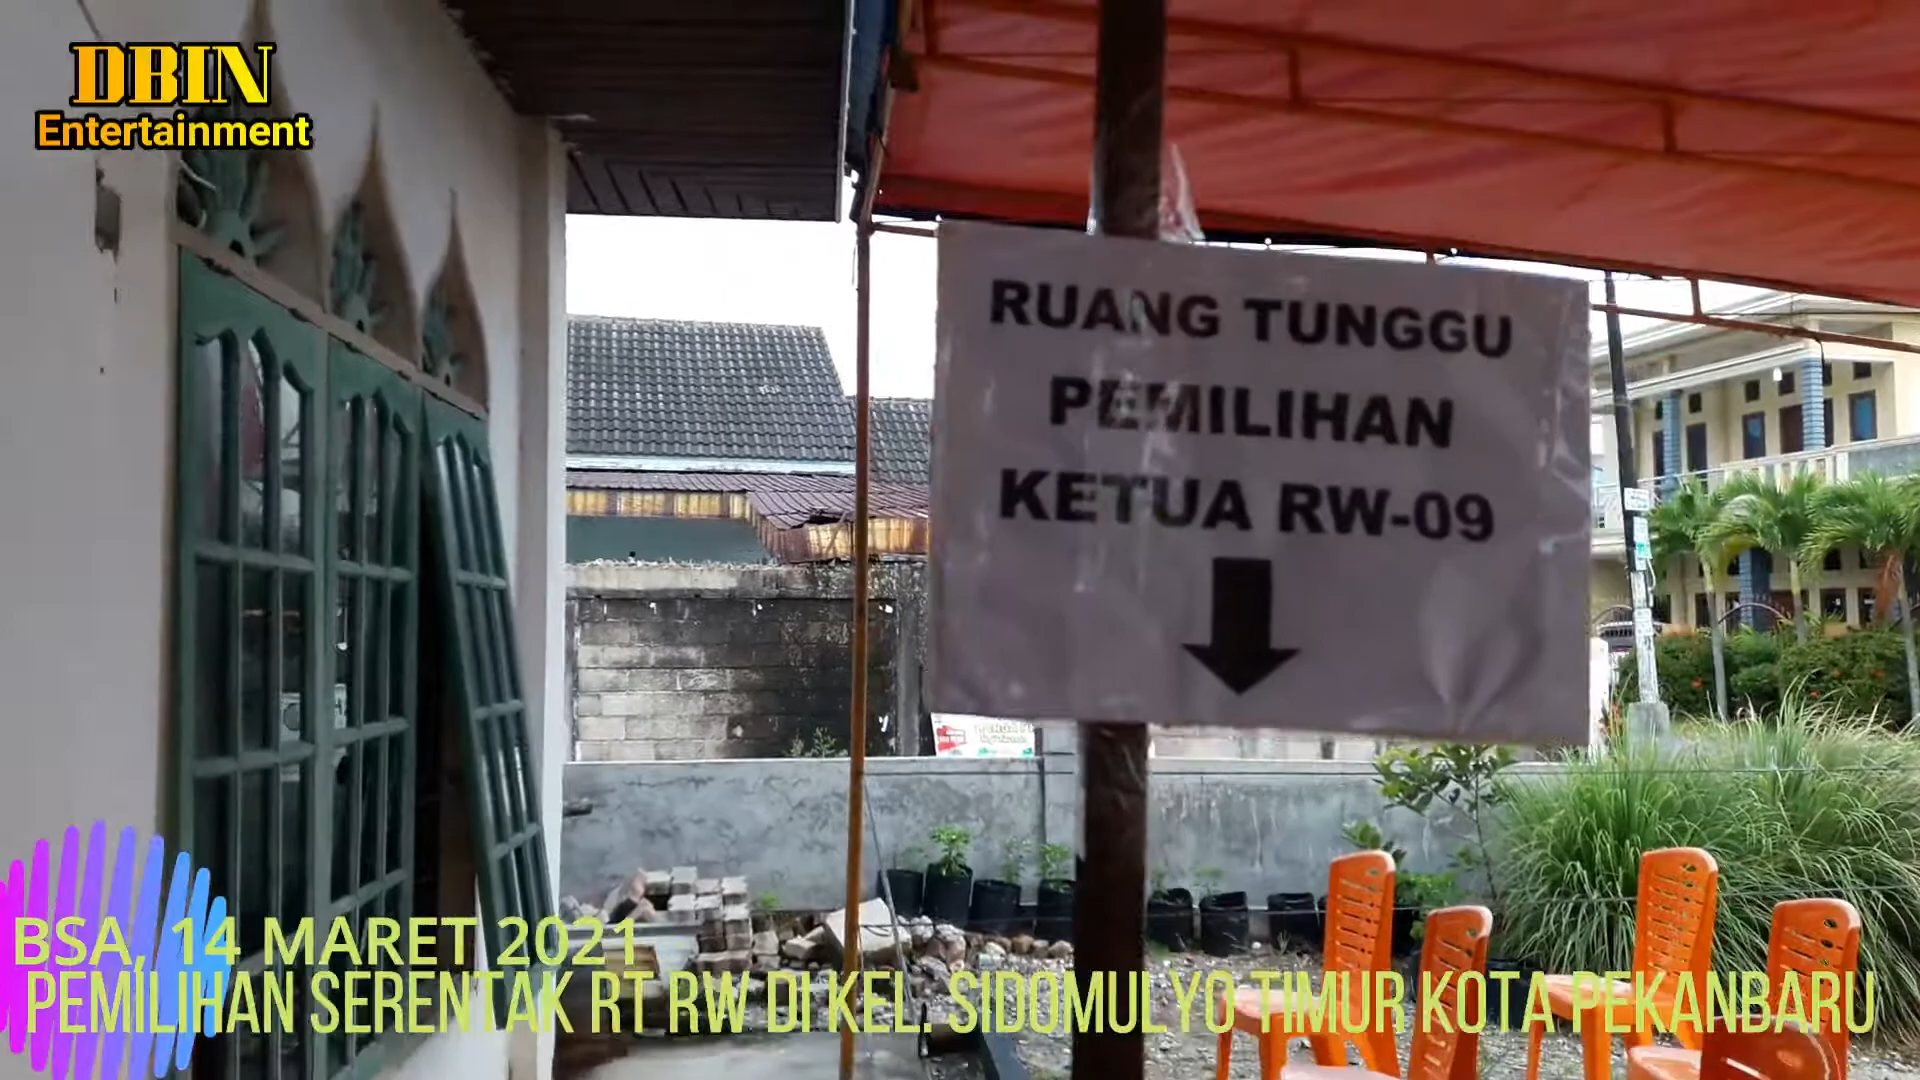 DBIN
Entertainment
RUANG TUNGGU
PEMILIHAN
KETUA RW-09
BSA, 14 MARET 2021
PEMILIHAN SERENTAK RT RW DI KEL. SIDOMULYO TIMUR KOTA PEKANBARU